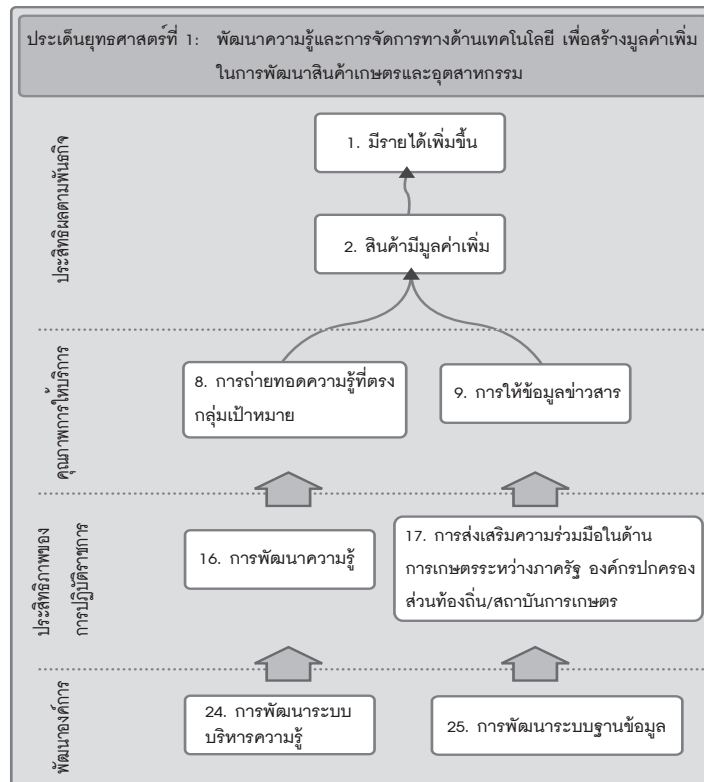 ประเด็นยุทธศาสตร์ที่ 1: พัฒนาความรู้และการจัดการทางด้านเทคโนโลยี เพื่อสร้างมูลค่าเพิ่ม
ในการพัฒนาสินค้าเกษตรและอุตสาหกรรม
ประสิทธิผลตามพันธกิจ
1. มีรายได้เพิ่มขึ้น
2. สินค้ามีมูลค่าเพิ่ม
คุณภาพการให้บริการ
8. การถ่ายทอดความรู้ที่ตรง
กลุ่มเป้าหมาย
9. การให้ข้อมูลข่าวสาร
ประสิทธิภาพของ
การปฏิบัติราชการ
16. การพัฒนาความรู้
17. การส่งเสริมความร่วมมือในด้าน
การเกษตรระหว่างภาครัฐ องค์กรปกครอง
ส่วนท้องถิ่น/สถาบันการเกษตร
พัฒนาองค์การ
24. การพัฒนาระบบ
บริหารความรู้
25. การพัฒนาระบบฐานข้อมูล